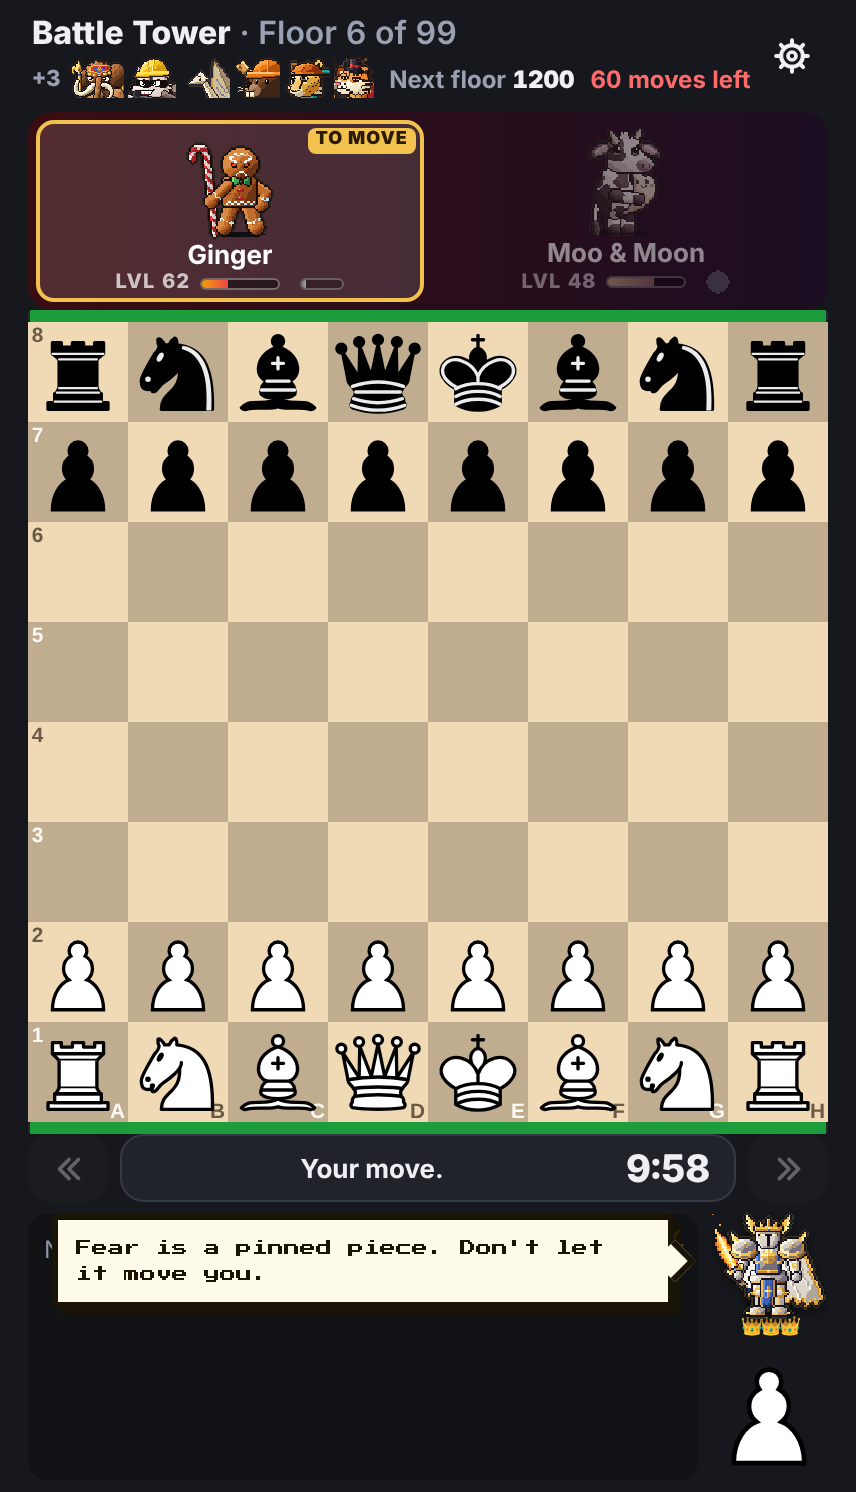 Battle Tower · Floor 6 of 99
+3 Next floor 1200 60 moves left
TO MOVE
Ginger
LVL 62
Moo & Moon
LVL 48
8
7
6
5
4
3
2
1
A B C D E F G H
Your move. 9:58
Fear is a pinned piece. Don't let
it move you.